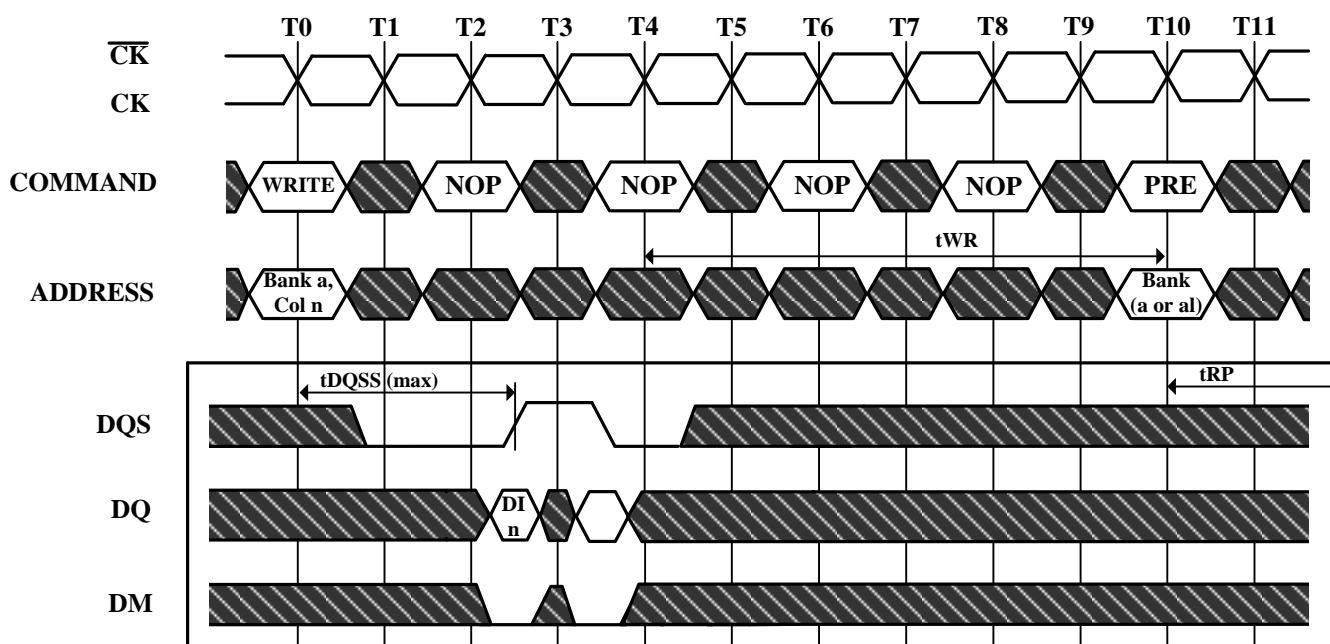 T0 T1 T2 T3 T4 T5 T6 T7 T8 T9 T10 T11
CK
CK
COMMAND WRITE NOP NOP NOP NOP PRE
tWR
ADDRESS Bank a, Col n Bank (a or al)
tDQSS (max) tRP
DQS
DQ DI n
DM